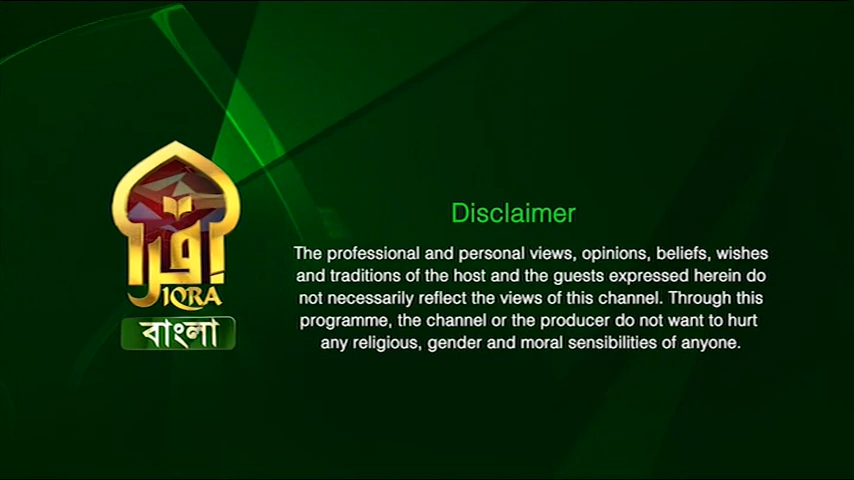 اقرأ
IQRA
বাংলা
Disclaimer
The professional and personal views, opinions, beliefs, wishes
and traditions of the host and the guests expressed herein do
not necessarily reflect the views of this channel. Through this
programme, the channel or the producer do not want to hurt
any religious, gender and moral sensibilities of anyone.